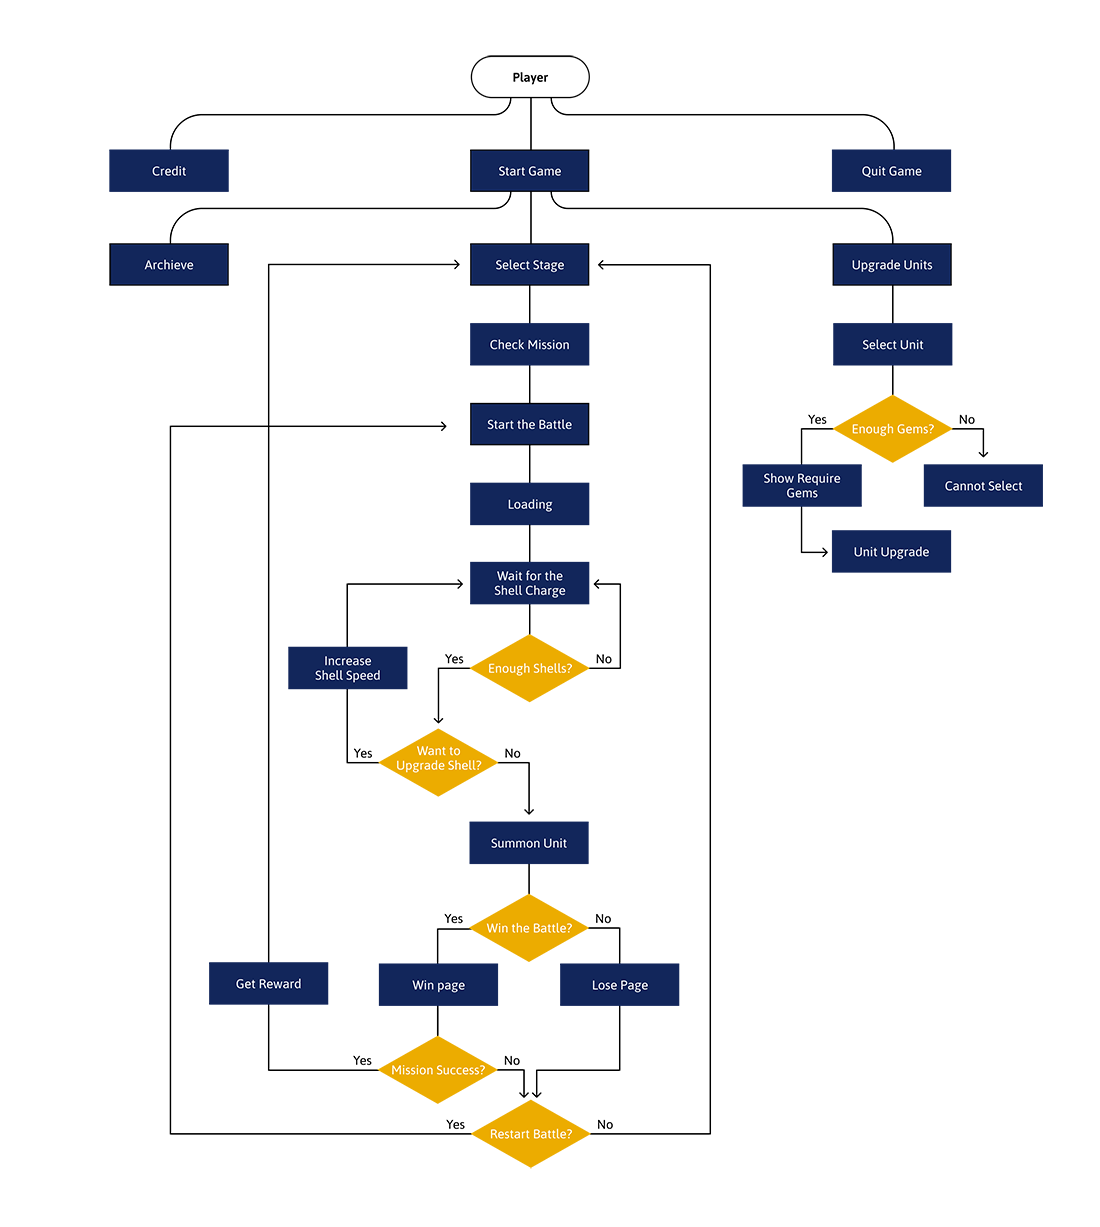 Player
Credit
Start Game
Quit Game
Archieve
Select Stage
Upgrade Units
Check Mission
Select Unit
Start the Battle
Yes
Enough Gems?
No
Show Require
Gems
Cannot Select
Loading
Unit Upgrade
Wait for the
Shell Charge
Increase
Shell Speed
Yes
Enough Shells?
No
Yes
Want to
Upgrade Shell?
No
Summon Unit
Yes
Win the Battle?
No
Get Reward
Win page
Lose Page
Yes
Mission Success?
No
Yes
Restart Battle?
No